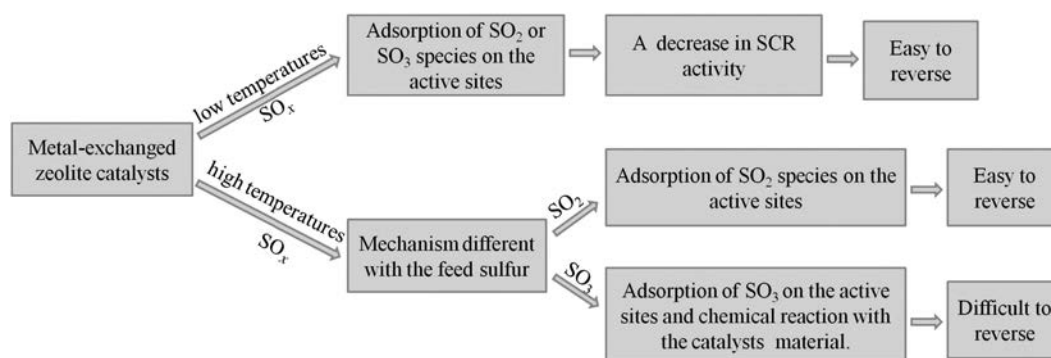 Metal-exchanged
zeolite catalysts
low temperatures
SOₓ
Adsorption of SO₂ or
SO₃ species on the
active sites
A decrease in SCR
activity
Easy to
reverse
high temperatures
SOₓ
Mechanism different
with the feed sulfur
SO₂
Adsorption of SO₂ species on the
active sites
Easy to
reverse
SO₃
Adsorption of SO₃ on the active
sites and chemical reaction with
the catalysts material.
Difficult to
reverse